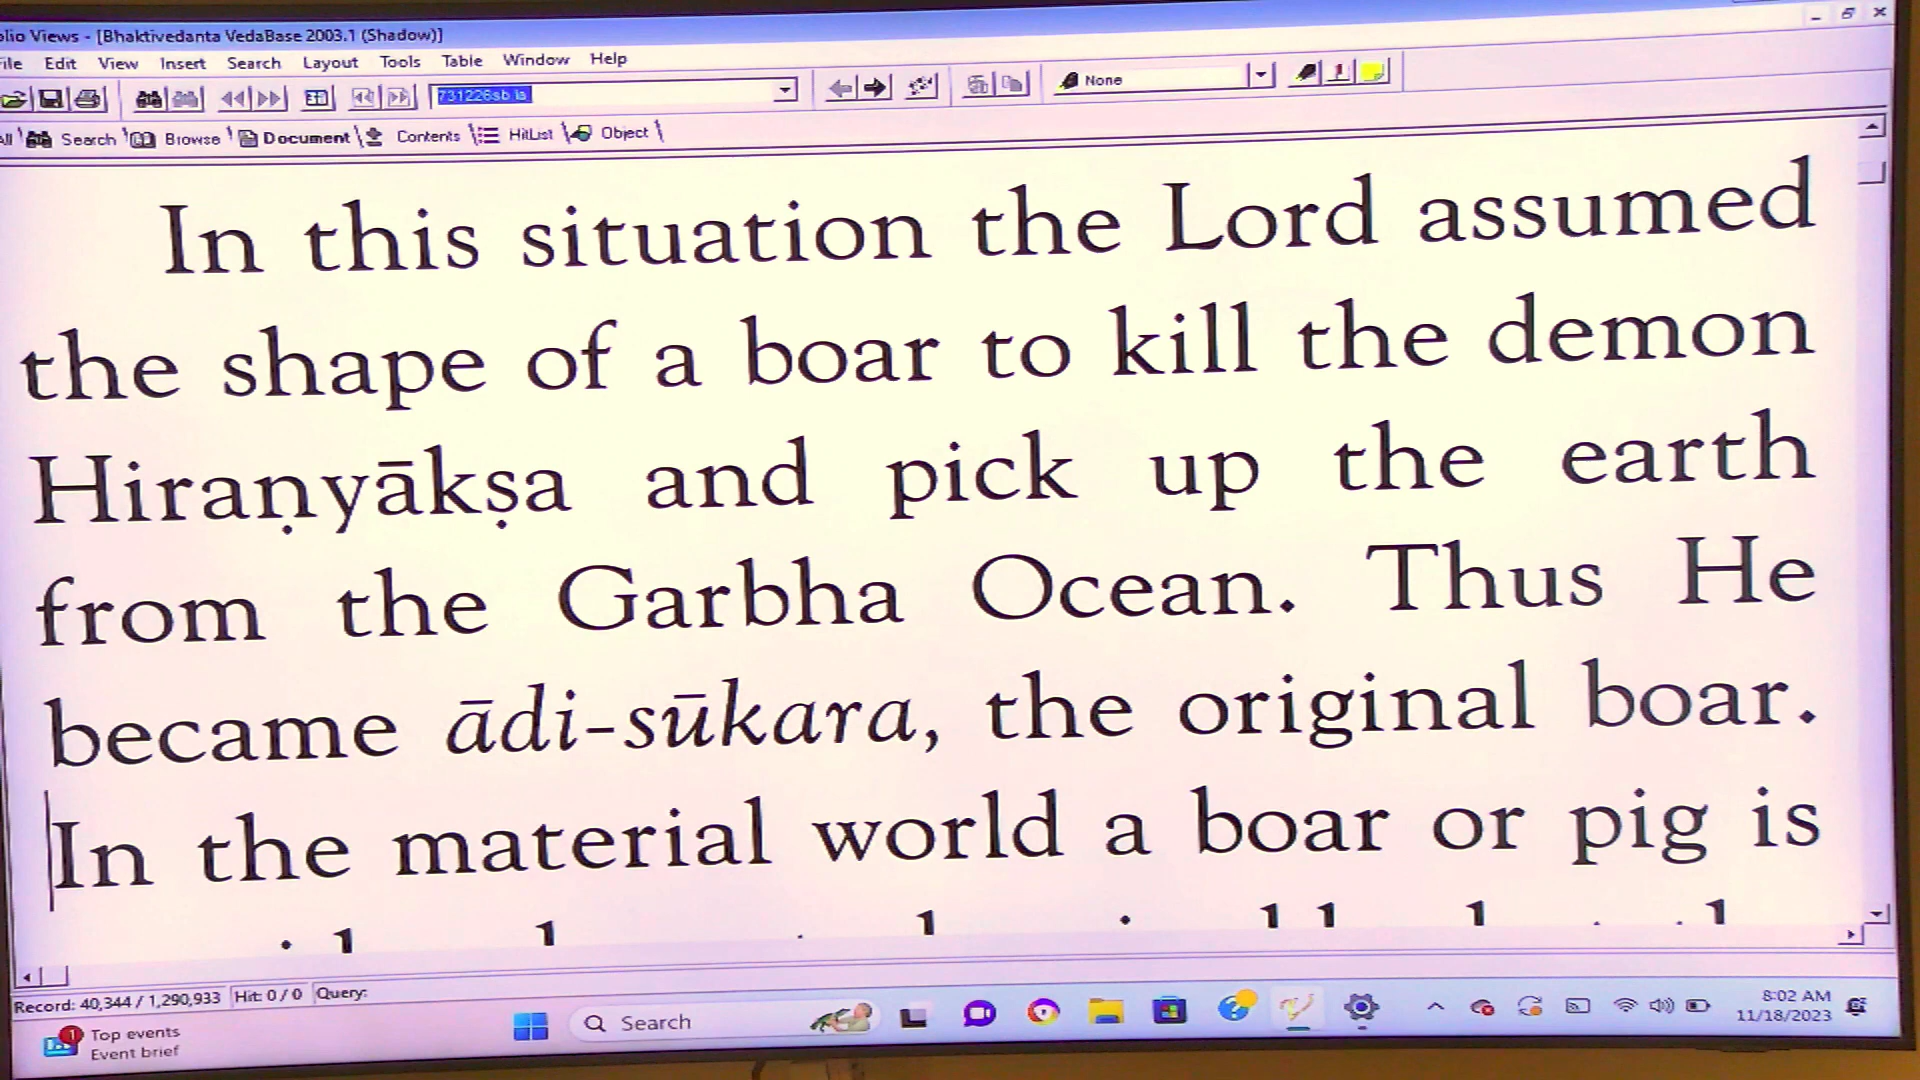 Views - [Bhaktivedanta VedaBase 2003.1 (Shadow)]
File Edit View Insert Search Layout Tools Table Window Help
731226sb.la None
All Search Browse Document Contents HitList Object
In this situation the Lord assumed
the shape of a boar to kill the demon
Hiraṇyākṣa and pick up the earth
from the Garbha Ocean. Thus He
became ādi-sūkara, the original boar.
In the material world a boar or pig is
Record: 40,344 / 1,290,933 Hit: 0 / 0 Query:
1 Top events
Event brief
Search
8:02 AM
11/18/2023